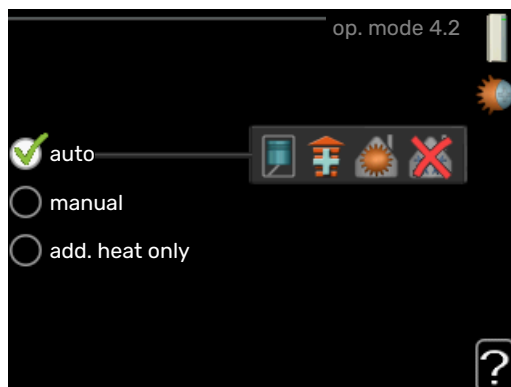 op. mode 4.2
auto
manual
add. heat only
?